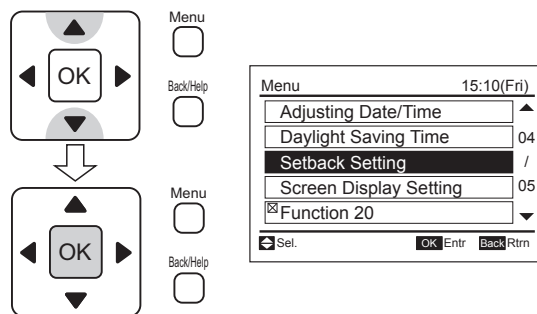 Menu
OK
Back/Help
Menu
OK
Back/Help
Menu 15:10(Fri)
Adjusting Date/Time
Daylight Saving Time 04
Setback Setting /
Screen Display Setting 05
Function 20
Sel. OK Entr Back Rtrn